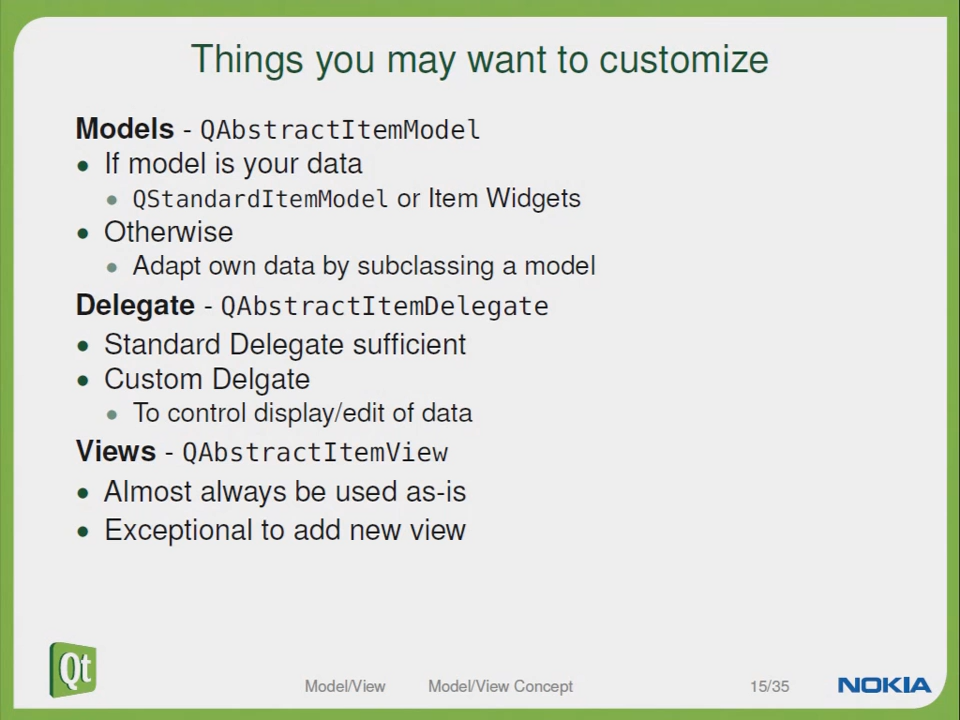 Things you may want to customize
Models - QAbstractItemModel
• If model is your data
• QStandardItemModel or Item Widgets
• Otherwise
• Adapt own data by subclassing a model
Delegate - QAbstractItemDelegate
• Standard Delegate sufficient
• Custom Delgate
• To control display/edit of data
Views - QAbstractItemView
• Almost always be used as-is
• Exceptional to add new view
Qt
Model/View Model/View Concept 15/35 NOKIA